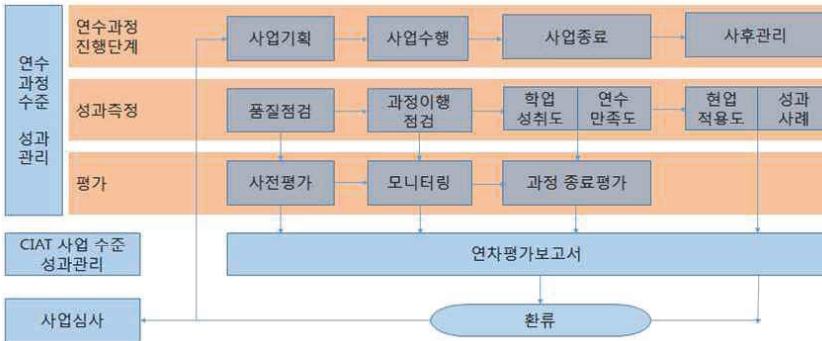 연수
과정
수준
성과
관리
연수과정
진행단계
사업기획
사업수행
사업종료
사후관리
성과측정
품질점검
과정이행
점검
학업
성취도
연수
만족도
현업
적용도
성과
사례
평가
사전평가
모니터링
과정 종료평가
CIAT 사업 수준
성과관리
연차평가보고서
사업심사
환류